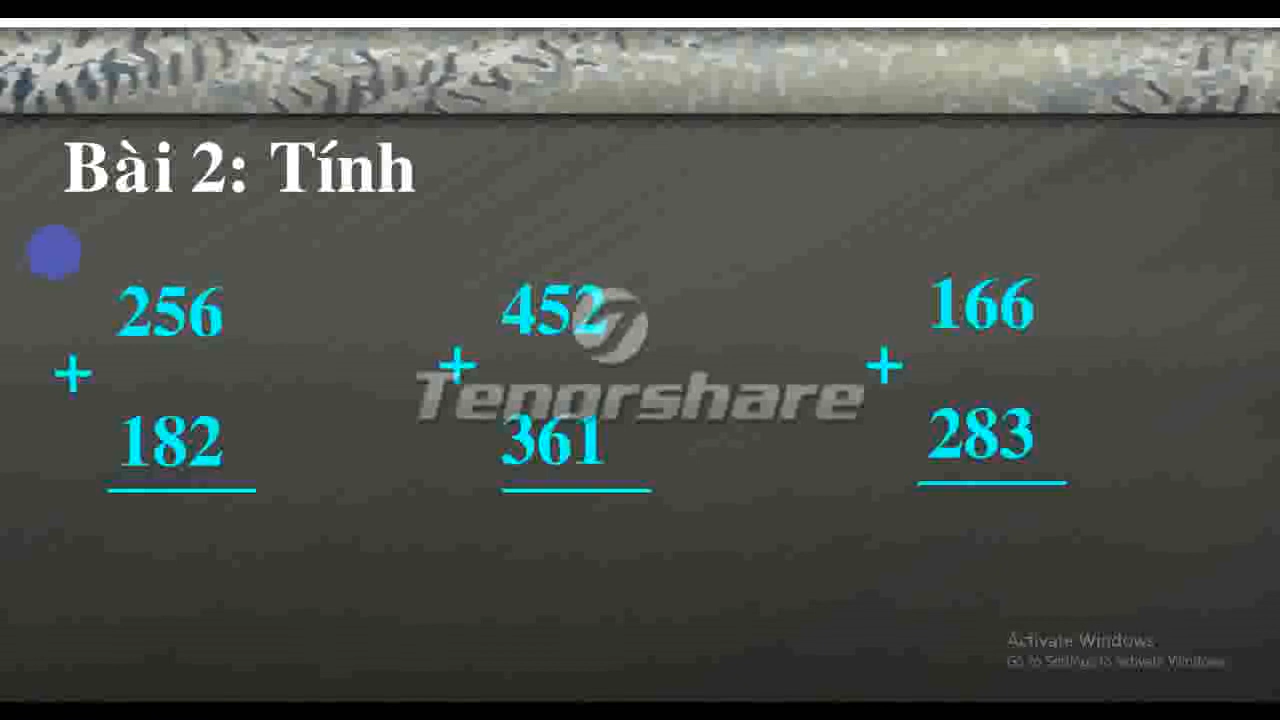 Bài 2: Tính
256
+
182
452
+
361
166
+
283
Tenorshare
Activate Windows
Go to Settings to activate Windows.